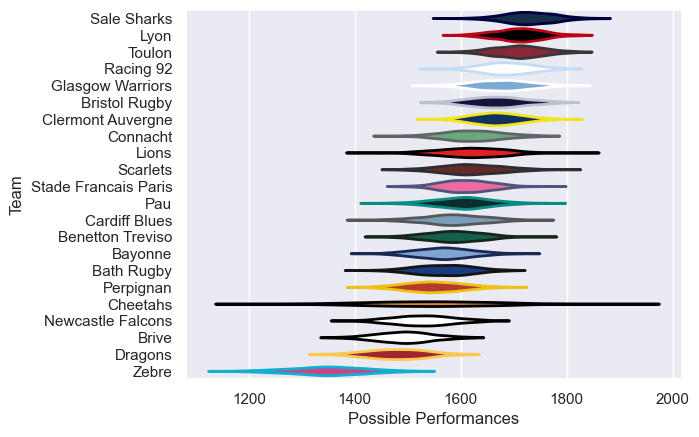 Sale Sharks
Lyon
Toulon
Racing 92
Glasgow Warriors
Bristol Rugby
Clermont Auvergne
Connacht
Lions
Scarlets
Stade Francais Paris
Pau
Cardiff Blues
Benetton Treviso
Bayonne
Bath Rugby
Perpignan
Cheetahs
Newcastle Falcons
Brive
Dragons
Zebre
Team
1200 1400 1600 1800 2000
Possible Performances